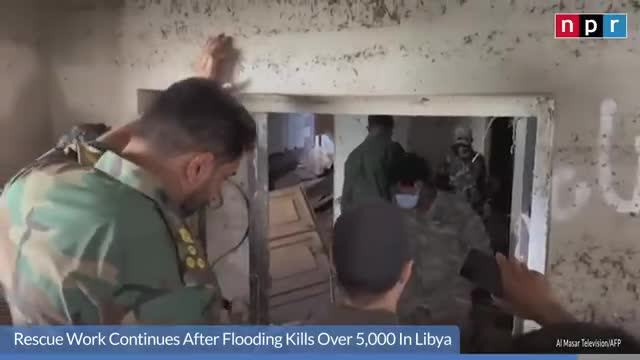 npr
Al Masar Television/AFP
Rescue Work Continues After Flooding Kills Over 5,000 In Libya